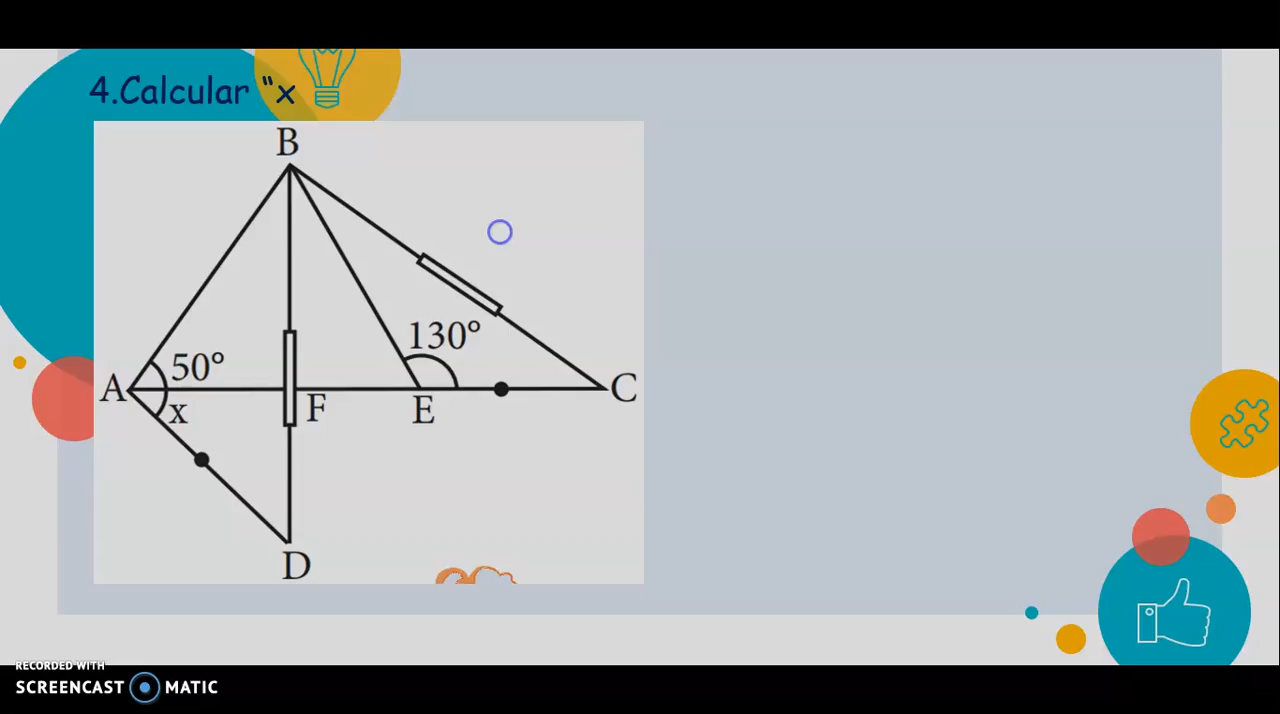 4.Calcular "x
B
130°
50°
A
F
E
C
x
D
RECORDED WITH
SCREENCAST MATIC